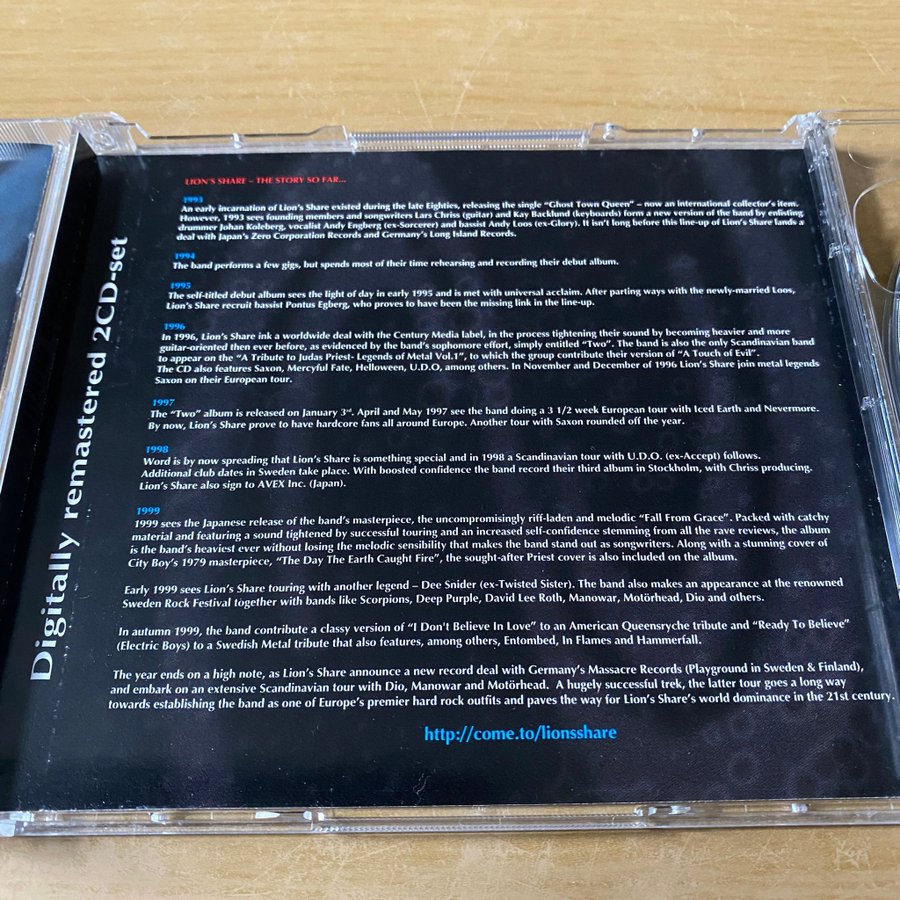 Digitally remastered 2CD-set
LION'S SHARE – THE STORY SO FAR...
1993
An early incarnation of Lion's Share existed during the late Eighties, releasing the single "Ghost Town Queen" – now an international collector's item.
However, 1993 sees founding members and songwriters Lars Chriss (guitar) and Kay Backlund (keyboards) form a new version of the band by enlisting
drummer Johan Koleberg, vocalist Andy Engberg (ex-Sorcerer) and bassist Andy Loos (ex-Glory). It isn't long before this line-up of Lion's Share lands a
deal with Japan's Zero Corporation Records and Germany's Long Island Records.
1994
The band performs a few gigs, but spends most of their time rehearsing and recording their debut album.
1995
The self-titled debut album sees the light of day in early 1995 and is met with universal acclaim. After parting ways with the newly-married Loos,
Lion's Share recruit bassist Pontus Egberg, who proves to have been the missing link in the line-up.
1996
In 1996, Lion's Share ink a worldwide deal with the Century Media label, in the process tightening their sound by becoming heavier and more
guitar-oriented then ever before, as evidenced by the band's sophomore effort, simply entitled "Two". The band is also the only Scandinavian band
to appear on the "A Tribute to Judas Priest- Legends of Metal Vol.1", to which the group contribute their version of "A Touch of Evil".
The CD also features Saxon, Mercyful Fate, Helloween, U.D.O, among others. In November and December of 1996 Lion's Share join metal legends
Saxon on their European tour.
1997
The "Two" album is released on January 3rd. April and May 1997 see the band doing a 3 1/2 week European tour with Iced Earth and Nevermore.
By now, Lion's Share prove to have hardcore fans all around Europe. Another tour with Saxon rounded off the year.
1998
Word is by now spreading that Lion's Share is something special and in 1998 a Scandinavian tour with U.D.O. (ex-Accept) follows.
Additional club dates in Sweden take place. With boosted confidence the band record their third album in Stockholm, with Chriss producing.
Lion's Share also sign to AVEX Inc. (Japan).
1999
1999 sees the Japanese release of the band's masterpiece, the uncompromisingly riff-laden and melodic "Fall From Grace". Packed with catchy
material and featuring a sound tightened by successful touring and an increased self-confidence stemming from all the rave reviews, the album
is the band's heaviest ever without losing the melodic sensibility that makes the band stand out as songwriters. Along with a stunning cover of
City Boy's 1979 masterpiece, "The Day The Earth Caught Fire", the sought-after Priest cover is also included on the album.
Early 1999 sees Lion's Share touring with another legend – Dee Snider (ex-Twisted Sister). The band also makes an appearance at the renowned
Sweden Rock Festival together with bands like Scorpions, Deep Purple, David Lee Roth, Manowar, Motörhead, Dio and others.
In autumn 1999, the band contribute a classy version of "I Don't Believe In Love" to an American Queensryche tribute and "Ready To Believe"
(Electric Boys) to a Swedish Metal tribute that also features, among others, Entombed, In Flames and Hammerfall.
The year ends on a high note, as Lion's Share announce a new record deal with Germany's Massacre Records (Playground in Sweden & Finland),
and embark on an extensive Scandinavian tour with Dio, Manowar and Motörhead. A hugely successful trek, the latter tour goes a long way
towards establishing the band as one of Europe's premier hard rock outfits and paves the way for Lion's Share's world dominance in the 21st century.
http://come.to/lionsshare